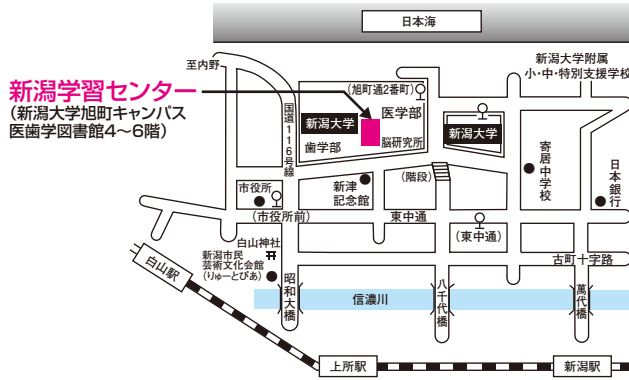 日本海
至内野
新潟大学附属
小・中・特別支援学校
新潟学習センター
(新潟大学旭町キャンパス
医歯学図書館4～6階)
国道116号線
(旭町通2番町)
新潟大学
医学部
歯学部
脳研究所
新潟大学
寄居中学校
日本銀行
市役所
新津
記念館
(階段)
(市役所前)
東中通
(東中通)
白山神社
新潟市民
芸術文化会館
(りゅーとぴあ)
古町十字路
白山駅
昭和大橋
信濃川
八千代橋
萬代橋
上所駅
新潟駅